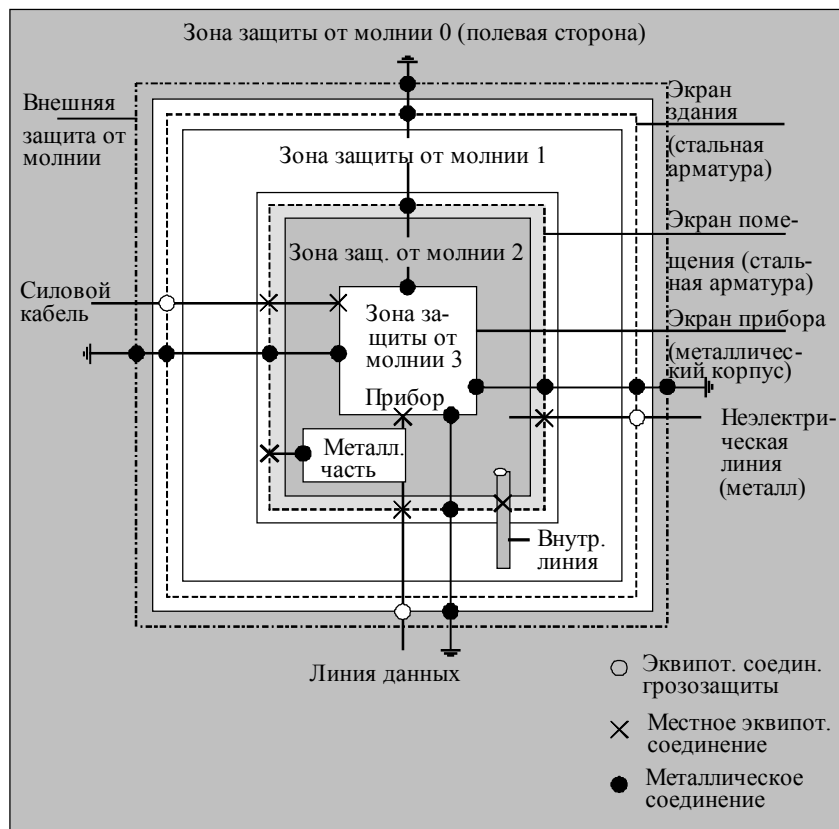 Зона защиты от молнии 0 (полевая сторона)
Внешняя
защита от
молнии
Экран
здания
(стальная
арматура)
Зона защиты от молнии 1
Экран поме-
щения (сталь-
ная арматура)
Зона защ. от молнии 2
Силовой
кабель
Зона за-
щиты от
молнии 3
Прибор
Экран прибора
(металличес-
кий корпус)
Металл.
часть
Неэлектри-
ческая
линия
(металл)
Внутр.
линия
Линия данных
Эквипот. соедин.
грозозащиты
Местное эквипот.
соединение
Металлическое
соединение